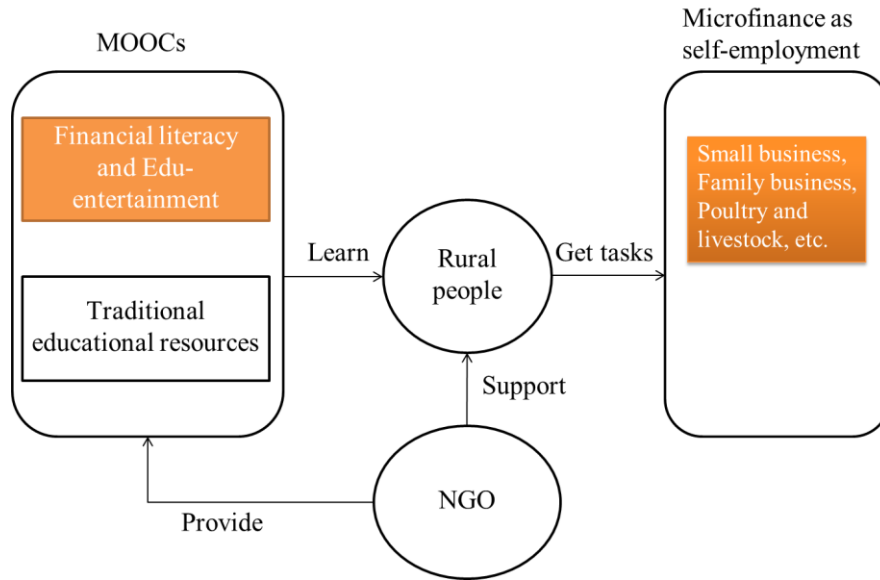 MOOCs
Financial literacy
and Edu-
entertainment
Traditional
educational resources
Learn
Rural
people
Get tasks
Microfinance as
self-employment
Small business,
Family business,
Poultry and
livestock, etc.
Support
NGO
Provide